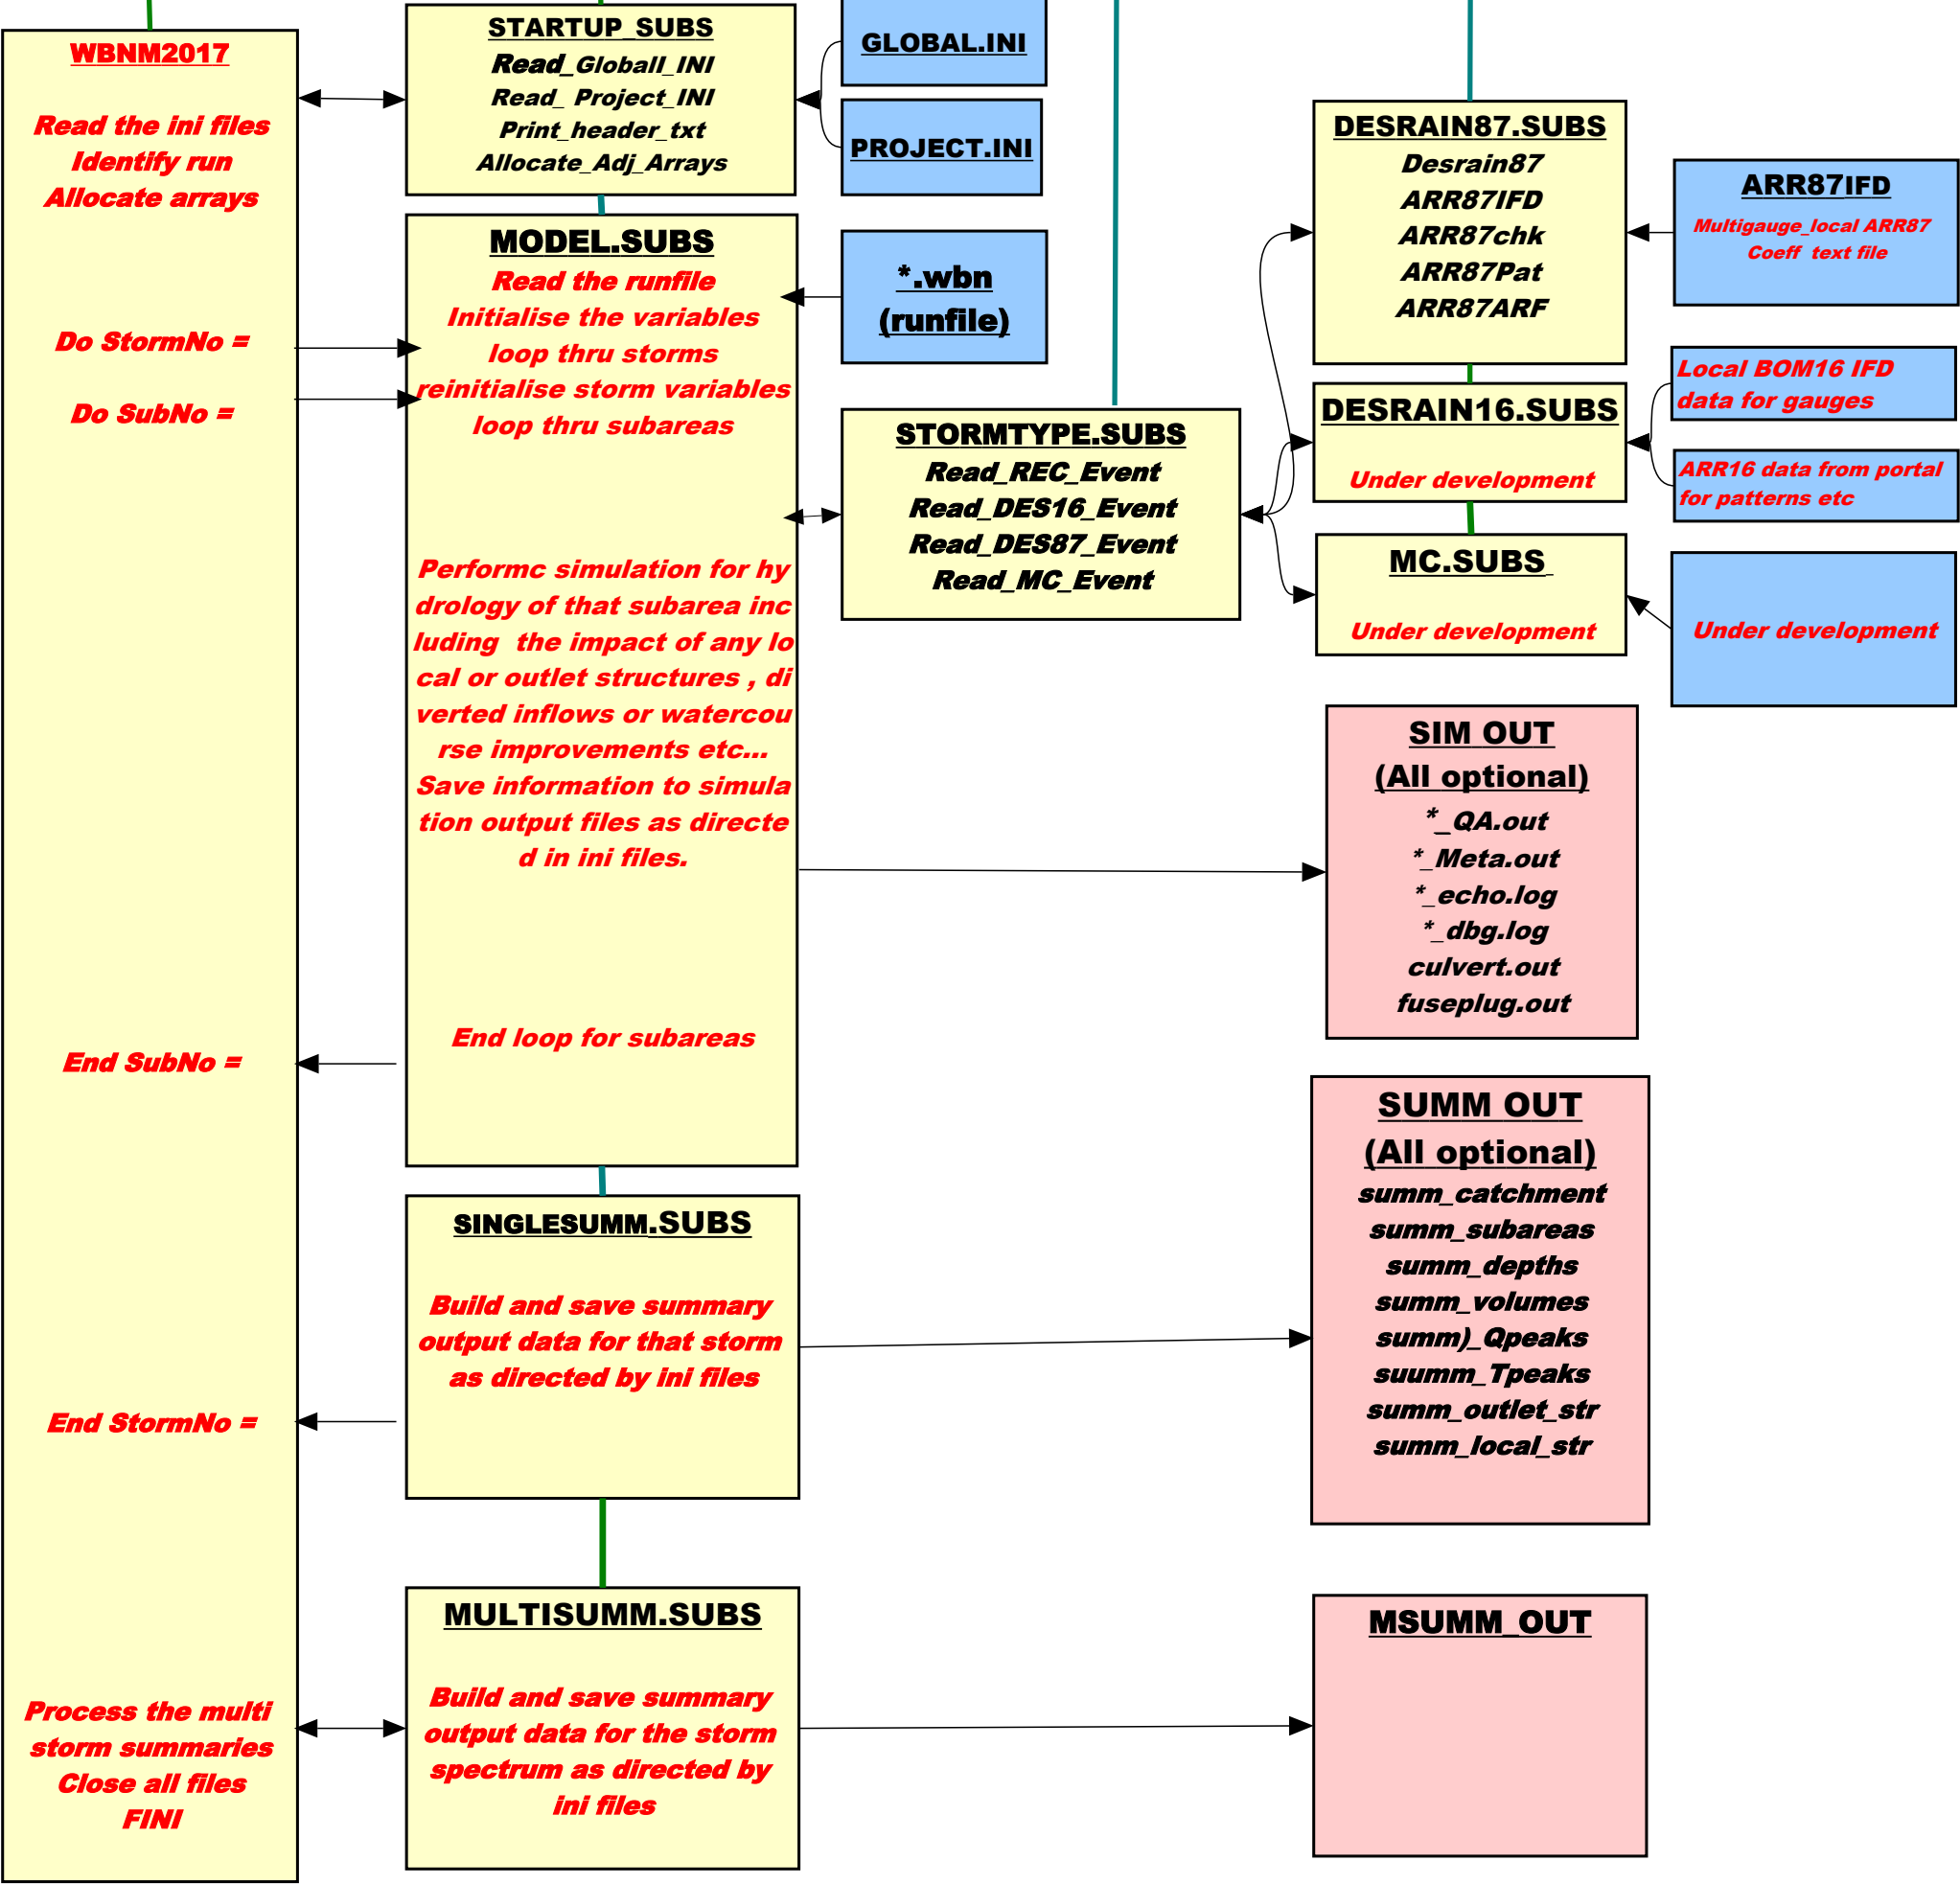 WBNM2017
Read the ini files
Identify run
Allocate arrays
Do StormNo =
Do SubNo =
End SubNo =
End StormNo =
Process the multi
storm summaries
Close all files
FINI
STARTUP_SUBS
Read_Globall_INI
Read_ Project_INI
Print_header_txt
Allocate_Adj_Arrays
GLOBAL.INI
PROJECT.INI
MODEL.SUBS
Read the runfile
Initialise the variables
loop thru storms
reinitialise storm variables
loop thru subareas
Performc simulation for hy
drology of that subarea inc
luding  the impact of any lo
cal or outlet structures , di
verted inflows or watercou
rse improvements etc...
Save information to simula
tion output files as directe
d in ini files.
End loop for subareas
*.wbn
(runfile)
STORMTYPE.SUBS
Read_REC_Event
Read_DES16_Event
Read_DES87_Event
Read_MC_Event
DESRAIN87.SUBS
Desrain87
ARR87IFD
ARR87chk
ARR87Pat
ARR87ARF
ARR87IFD
Multigauge_local ARR87
Coeff  text file
DESRAIN16.SUBS
Under development
Local BOM16 IFD
data for gauges
ARR16 data from portal
for patterns etc
MC.SUBS_
Under development
Under development
SIM OUT
(All optional)
*_QA.out
*_Meta.out
*_echo.log
*_dbg.log
culvert.out
fuseplug.out
SINGLESUMM.SUBS
Build and save summary
output data for that storm
as directed by ini files
SUMM OUT
(All optional)
summ_catchment
summ_subareas
summ_depths
summ_volumes
summ)_Qpeaks
suumm_Tpeaks
summ_outlet_str
summ_local_str
MULTISUMM.SUBS
Build and save summary
output data for the storm
spectrum as directed by
ini files
MSUMM_OUT